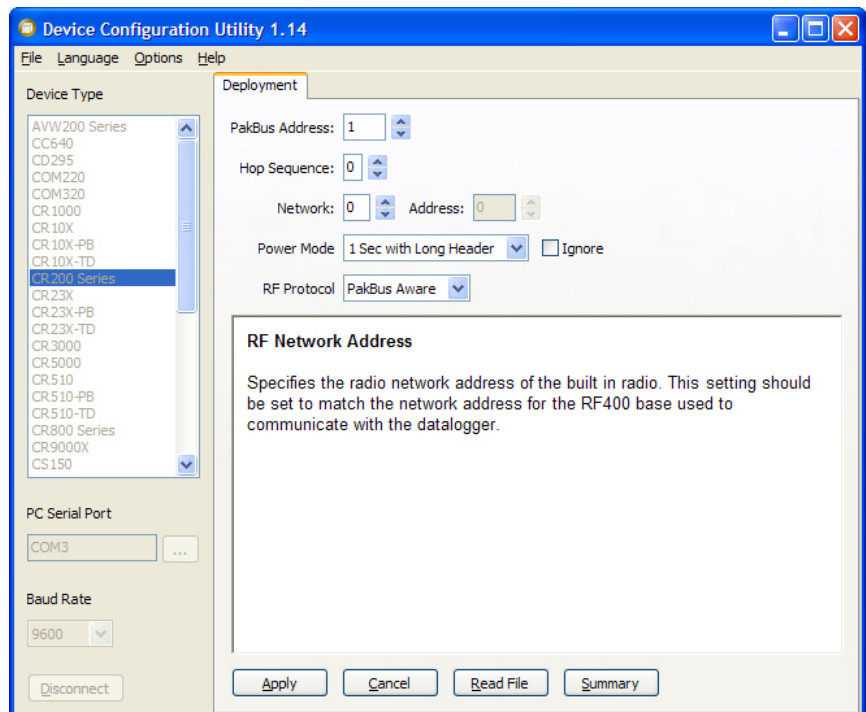 Device Configuration Utility 1.14
File Language Options Help
Device Type
AVW200 Series
CC640
CD295
COM220
COM320
CR1000
CR10X
CR10X-PB
CR10X-TD
CR200 Series
CR23X
CR23X-PB
CR23X-TD
CR3000
CR5000
CR510
CR510-PB
CR510-TD
CR800 Series
CR9000X
CS150
PC Serial Port
COM3 ...
Baud Rate
9600
Disconnect
Deployment
PakBus Address: 1
Hop Sequence: 0
Network: 0 Address: 0
Power Mode 1 Sec with Long Header Ignore
RF Protocol PakBus Aware
RF Network Address
Specifies the radio network address of the built in radio. This setting should
be set to match the network address for the RF400 base used to
communicate with the datalogger.
Apply Cancel Read File Summary